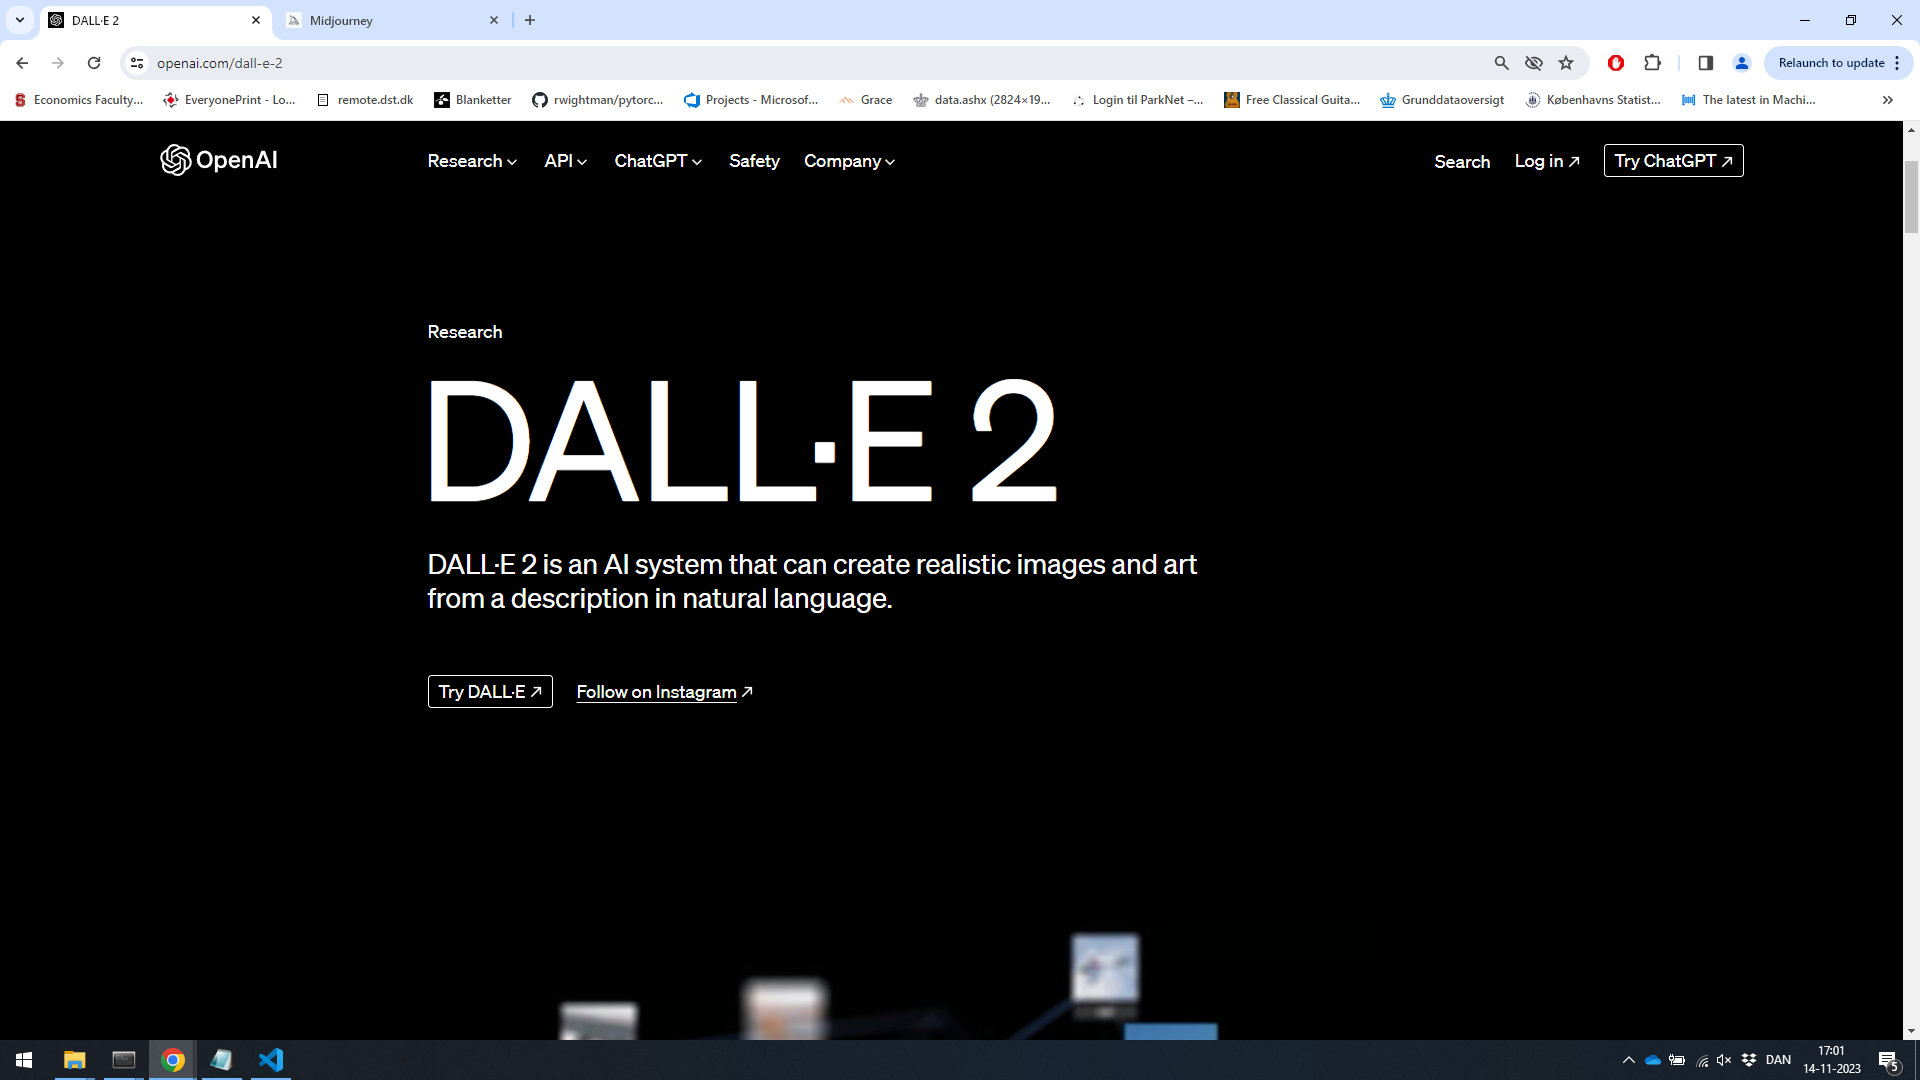 DALL·E 2
Midjourney
openai.com/dall-e-2
Relaunch to update
Economics Faculty...
EveryonePrint - Lo...
remote.dst.dk
Blanketter
rwightman/pytorc...
Projects - Microsof...
Grace
data.ashx (2824×19...
Login til ParkNet –...
Free Classical Guita...
Grunddataoversigt
Københavns Statist...
The latest in Machi...
OpenAI
Research
API
ChatGPT
Safety
Company
Search
Log in
Try ChatGPT
Research
DALL·E 2
DALL·E 2 is an AI system that can create realistic images and art
from a description in natural language.
Try DALL·E
Follow on Instagram
DAN
17:01
14-11-2023
5